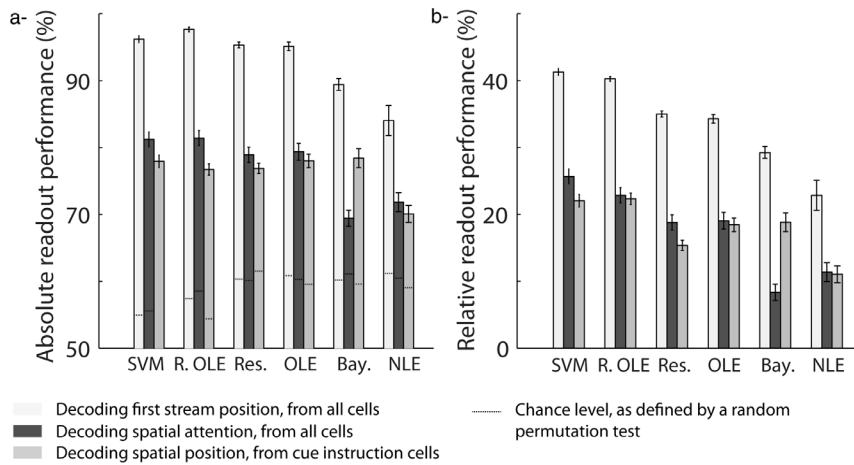 a-
Absolute readout performance (%)
90
70
50
SVM R. OLE Res. OLE Bay. NLE
b-
Relative readout performance (%)
40
20
0
SVM R. OLE Res. OLE Bay. NLE
Decoding first stream position, from all cells
Decoding spatial attention, from all cells
Decoding spatial position, from cue instruction cells
Chance level, as defined by a random
permutation test